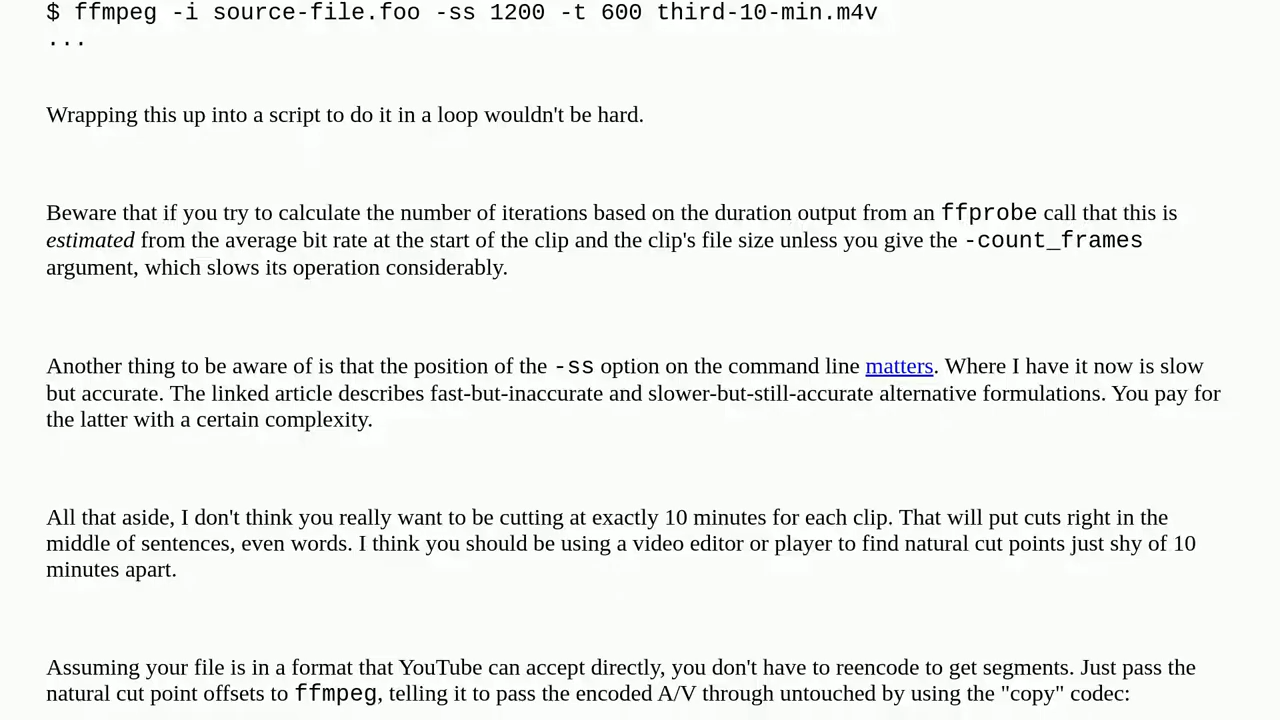 $ ffmpeg -i source-file.foo -ss 1200 -t 600 third-10-min.m4v
...
Wrapping this up into a script to do it in a loop wouldn't be hard.
Beware that if you try to calculate the number of iterations based on the duration output from an ffprobe call that this is
estimated from the average bit rate at the start of the clip and the clip's file size unless you give the -count_frames
argument, which slows its operation considerably.
Another thing to be aware of is that the position of the -ss option on the command line matters. Where I have it now is slow
but accurate. The linked article describes fast-but-inaccurate and slower-but-still-accurate alternative formulations. You pay for
the latter with a certain complexity.
All that aside, I don't think you really want to be cutting at exactly 10 minutes for each clip. That will put cuts right in the
middle of sentences, even words. I think you should be using a video editor or player to find natural cut points just shy of 10
minutes apart.
Assuming your file is in a format that YouTube can accept directly, you don't have to reencode to get segments. Just pass the
natural cut point offsets to ffmpeg, telling it to pass the encoded A/V through untouched by using the "copy" codec: